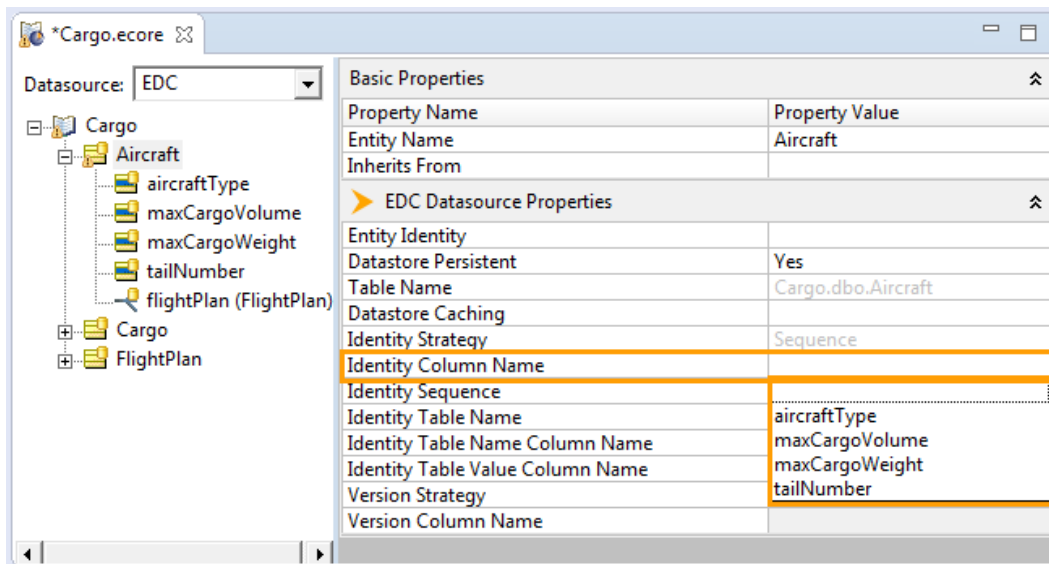 *Cargo.ecore
Datasource: EDC
Cargo
Aircraft
aircraftType
maxCargoVolume
maxCargoWeight
tailNumber
flightPlan (FlightPlan)
Cargo
FlightPlan
Basic Properties
Property Name Property Value
Entity Name Aircraft
Inherits From
EDC Datasource Properties
Entity Identity
Datastore Persistent Yes
Table Name Cargo.dbo.Aircraft
Datastore Caching
Identity Strategy Sequence
Identity Column Name
Identity Sequence
Identity Table Name
Identity Table Name Column Name
Identity Table Value Column Name
Version Strategy
Version Column Name
aircraftType
maxCargoVolume
maxCargoWeight
tailNumber